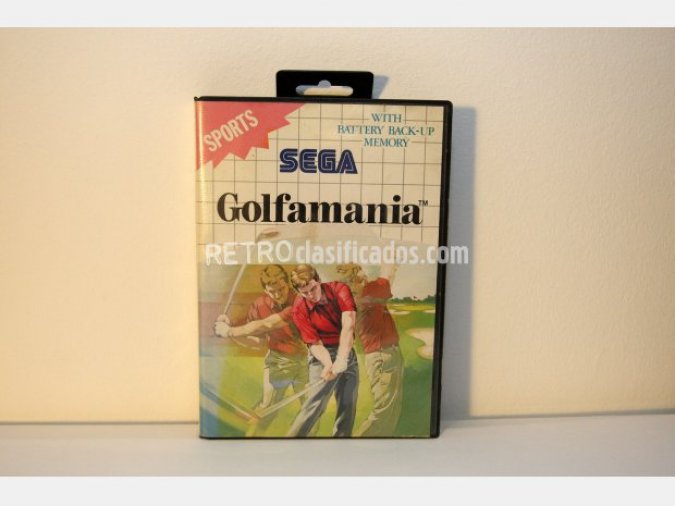 SPORTS
WITH
BATTERY BACK-UP
MEMORY
SEGA
Golfamania™
RETROclasificados.com